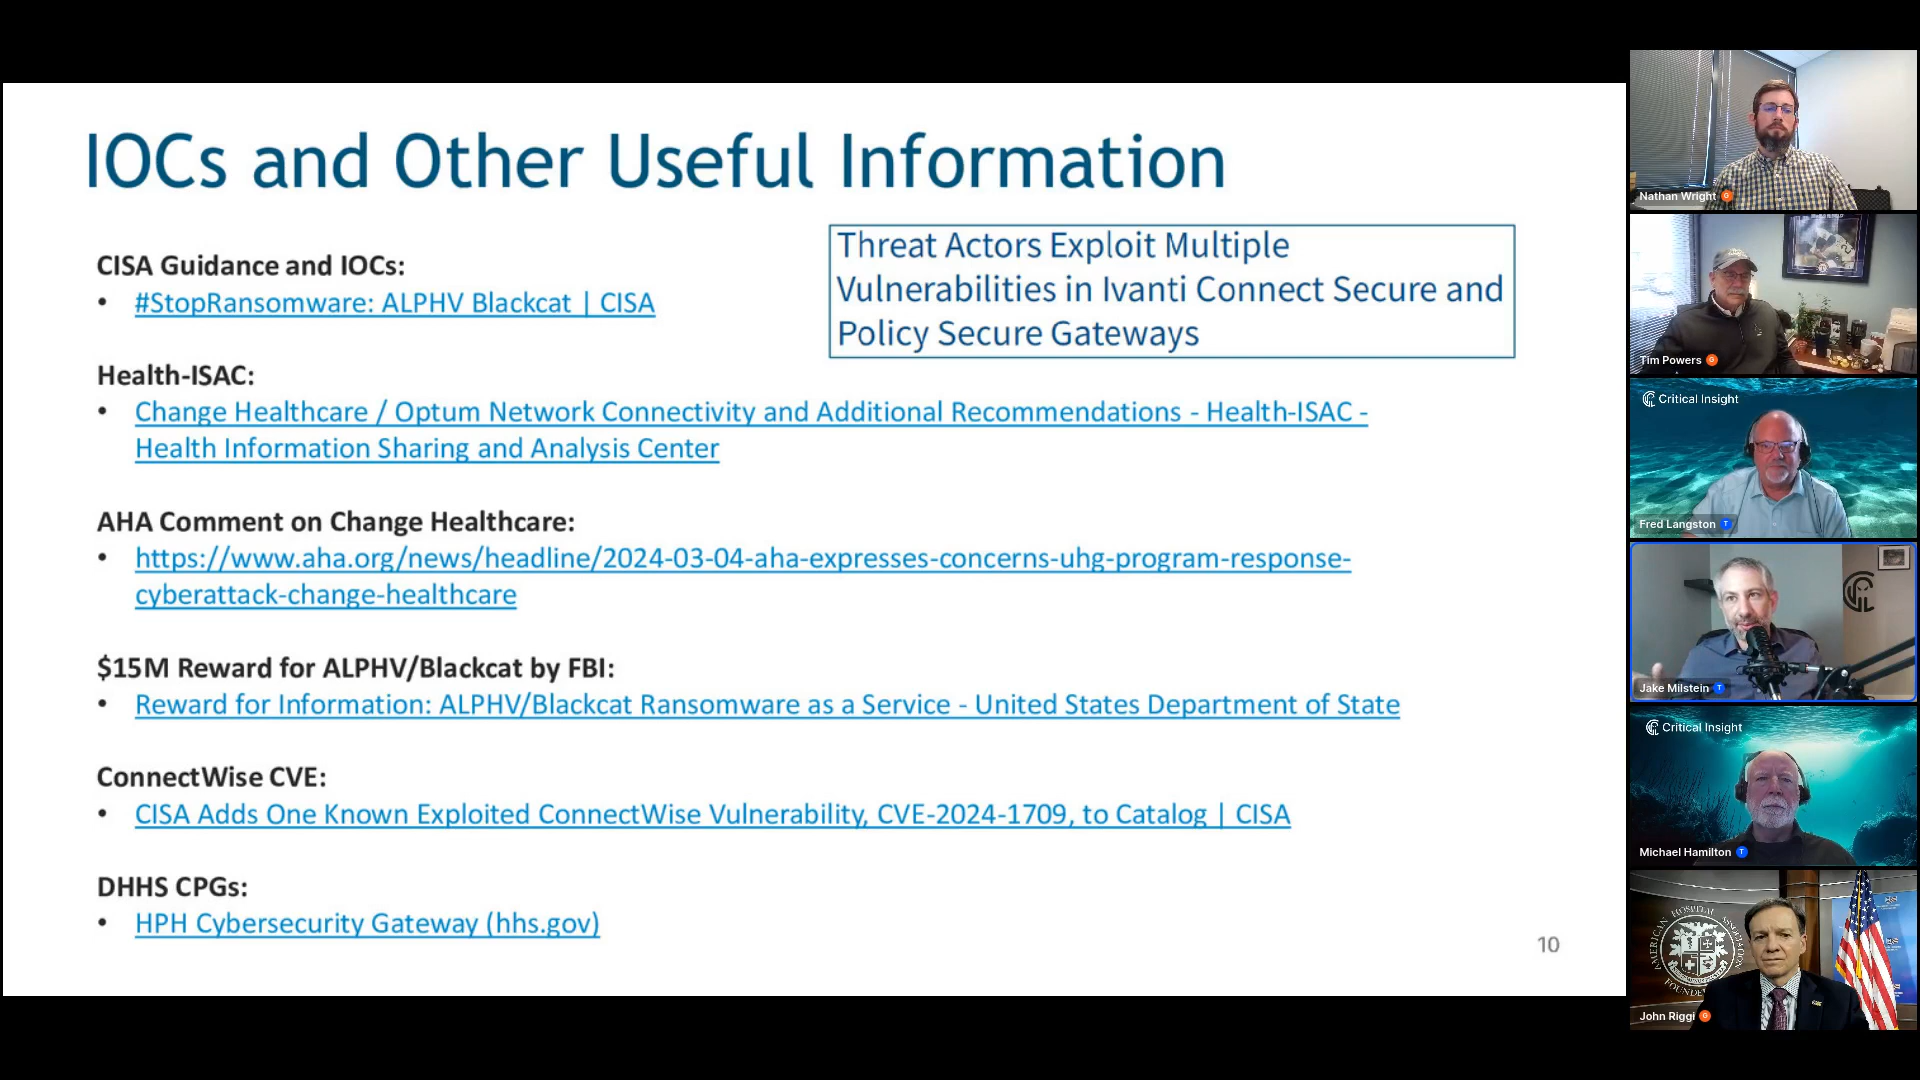 IOCs and Other Useful Information
Threat Actors Exploit Multiple
Vulnerabilities in Ivanti Connect Secure and
Policy Secure Gateways
CISA Guidance and IOCs:
• #StopRansomware: ALPHV Blackcat | CISA
Health-ISAC:
• Change Healthcare / Optum Network Connectivity and Additional Recommendations - Health-ISAC -
Health Information Sharing and Analysis Center
AHA Comment on Change Healthcare:
• https://www.aha.org/news/headline/2024-03-04-aha-expresses-concerns-uhg-program-response-
cyberattack-change-healthcare
$15M Reward for ALPHV/Blackcat by FBI:
• Reward for Information: ALPHV/Blackcat Ransomware as a Service - United States Department of State
ConnectWise CVE:
• CISA Adds One Known Exploited ConnectWise Vulnerability, CVE-2024-1709, to Catalog | CISA
DHHS CPGs:
• HPH Cybersecurity Gateway (hhs.gov)
10
Nathan Wright G
Tim Powers G
Critical Insight
Fred Langston T
Jake Milstein T
Critical Insight
Michael Hamilton T
AMERICAN HOSPITAL ASSOCIATION
John Riggi G